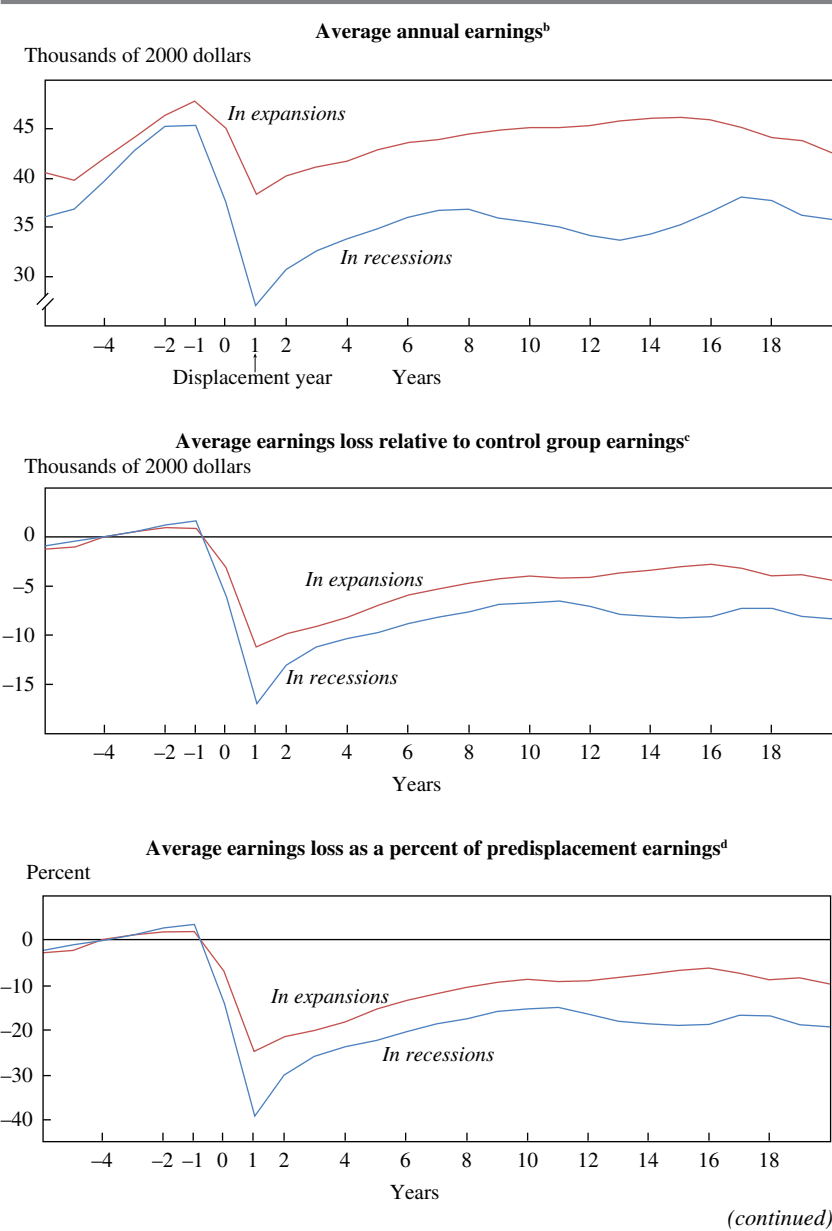 Average annual earningsᵇ
Thousands of 2000 dollars
In expansions
45
40
35
In recessions
30
–4 –2 –1 0 1 2 4 6 8 10 12 14 16 18
Displacement year Years
Average earnings loss relative to control group earningsᶜ
Thousands of 2000 dollars
0
–5
In expansions
–10
In recessions
–15
–4 –2 –1 0 1 2 4 6 8 10 12 14 16 18
Years
Average earnings loss as a percent of predisplacement earningsᵈ
Percent
0
–10
In expansions
–20
In recessions
–30
–40
–4 –2 –1 0 1 2 4 6 8 10 12 14 16 18
Years
(continued)